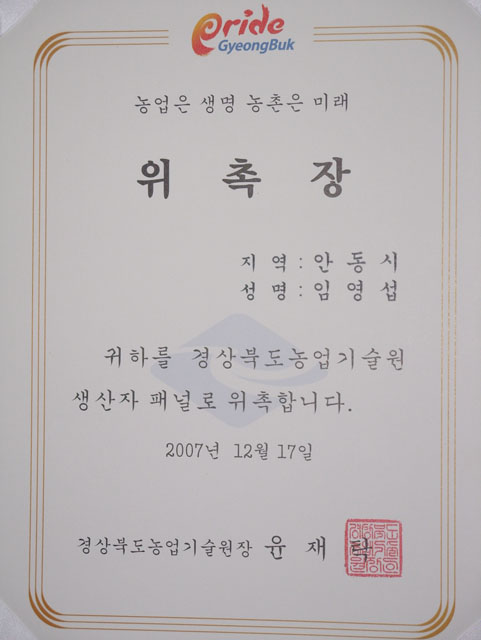 Pride
GyeongBuk
농업은 생명 농촌은 미래
위 촉 장
지 역 : 안 동 시
성 명 : 임 영 섭
귀하를 경상북도농업기술원
생산자 패널로 위촉합니다.
2007년 12월 17일
경상북도농업기술원장 윤 재 탁